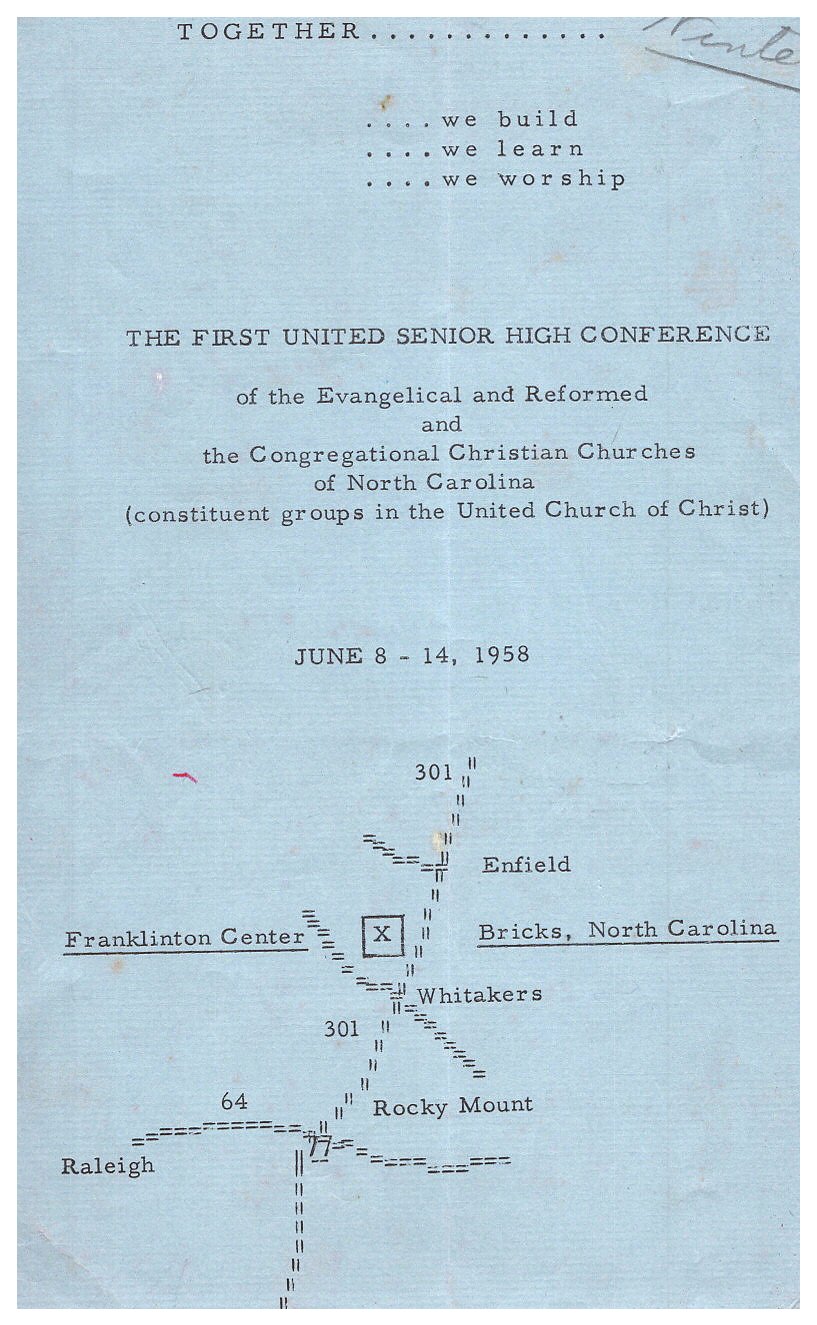 TOGETHER.............
....we build
....we learn
....we worship
THE FIRST UNITED SENIOR HIGH CONFERENCE
of the Evangelical and Reformed
and
the Congregational Christian Churches
of North Carolina
(constituent groups in the United Church of Christ)
JUNE 8 - 14, 1958
301
Enfield
Franklinton Center
X
Bricks, North Carolina
Whitakers
301
64
Rocky Mount
Raleigh